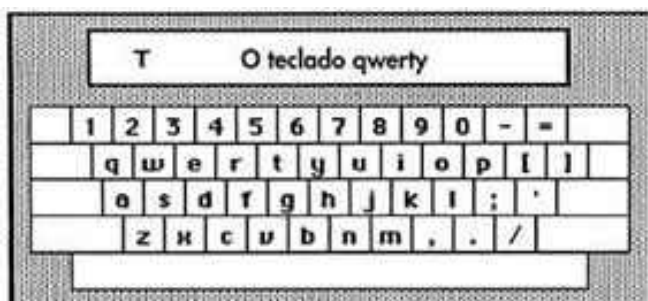 T O teclado qwerty
1 2 3 4 5 6 7 8 9 0 - =
q w e r t y u i o p [ ]
a s d f g h j k l ; '
z x c v b n m , . /